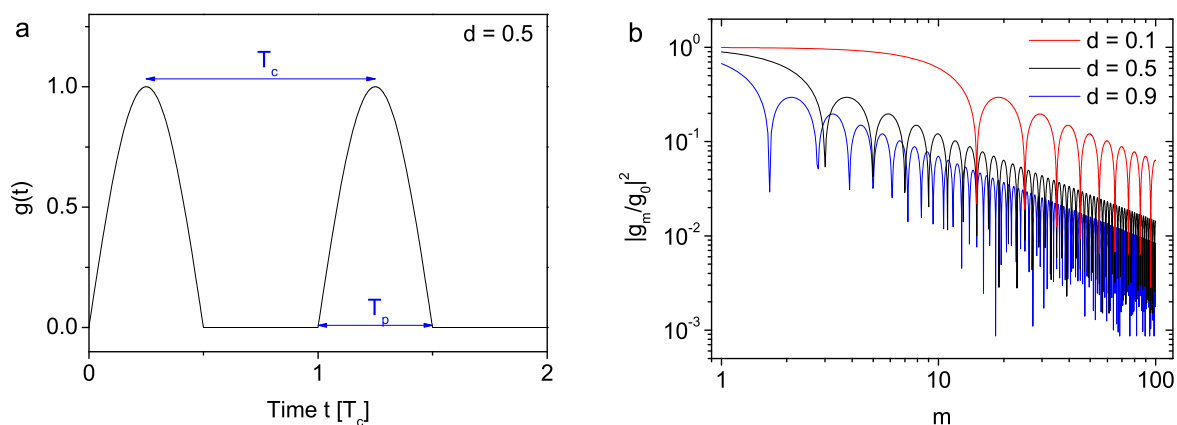 a
d = 0.5
T_c
1.0
0.5
0.0
T_p
0
1
2
g(t)
Time t [T_c]
b
d = 0.1
d = 0.5
d = 0.9
10^0
10^-1
10^-2
10^-3
1
10
100
|g_m/g_0|^2
m